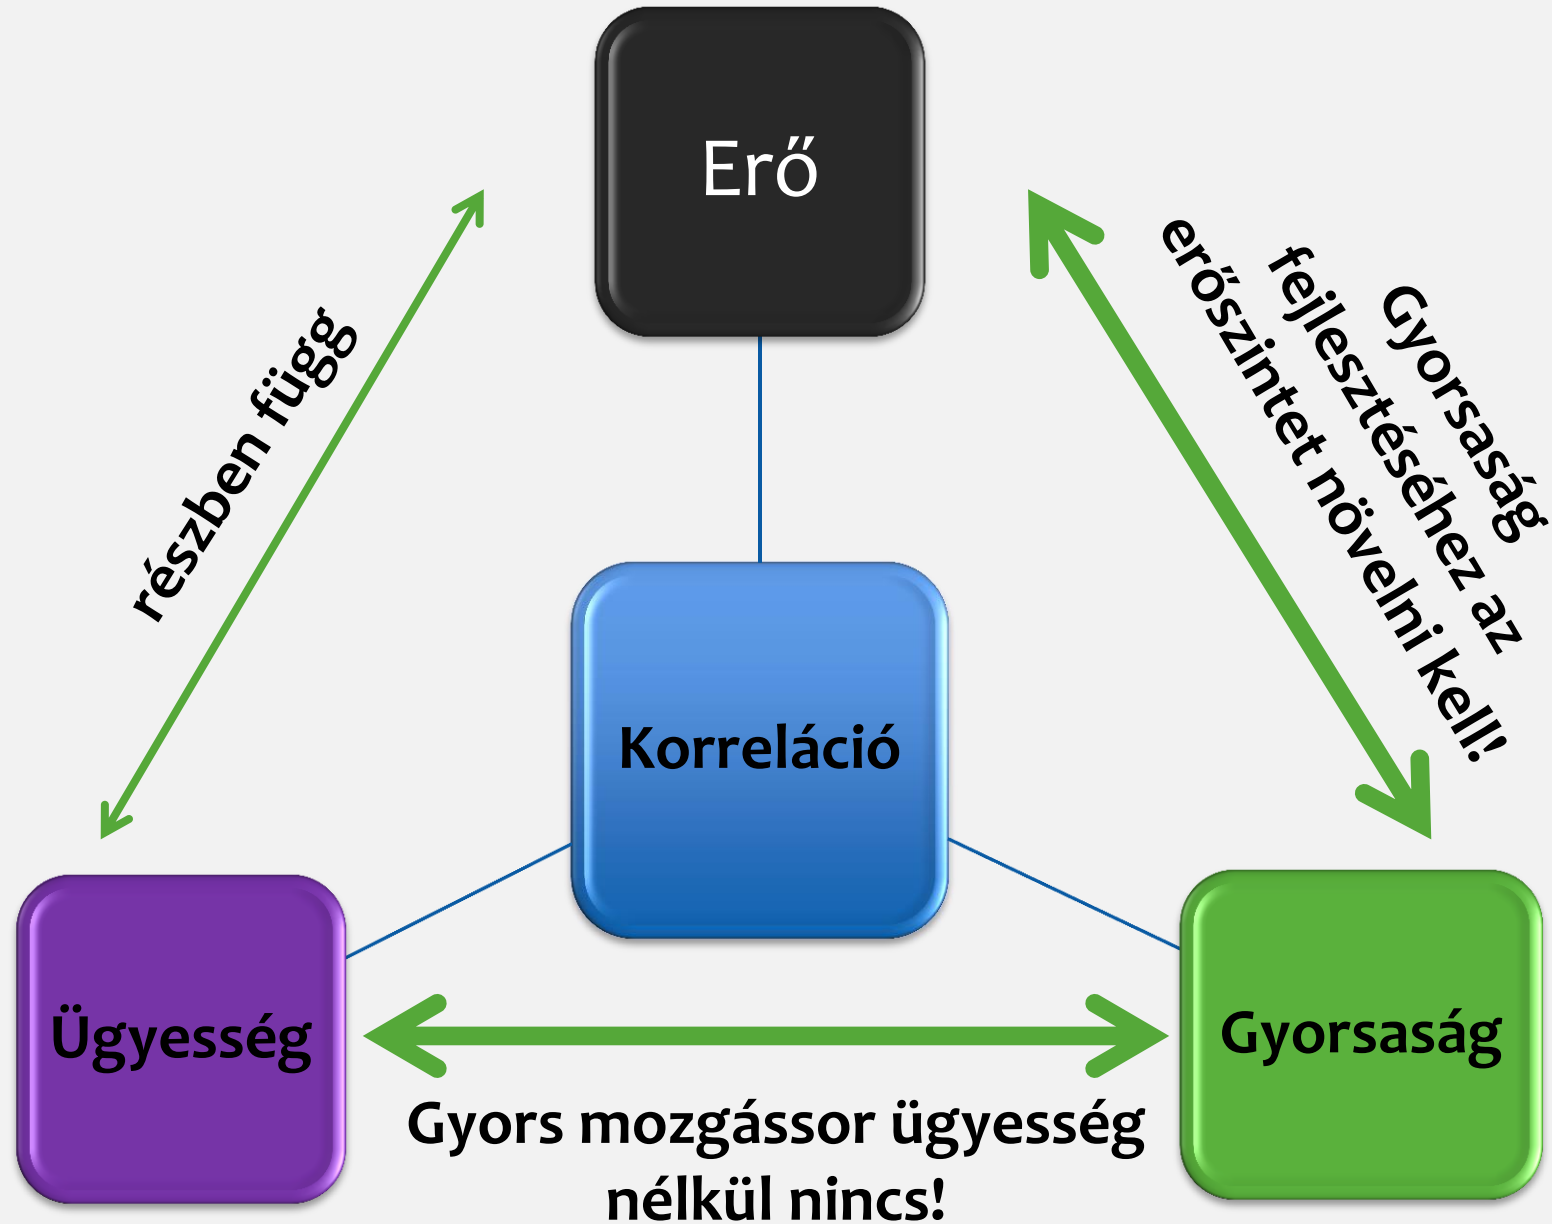 Erő
részben függ
Gyorsaság
fejlesztéséhez az
erőszintet növelni kell!
Korreláció
Ügyesség
Gyorsaság
Gyors mozgássor ügyesség
nélkül nincs!